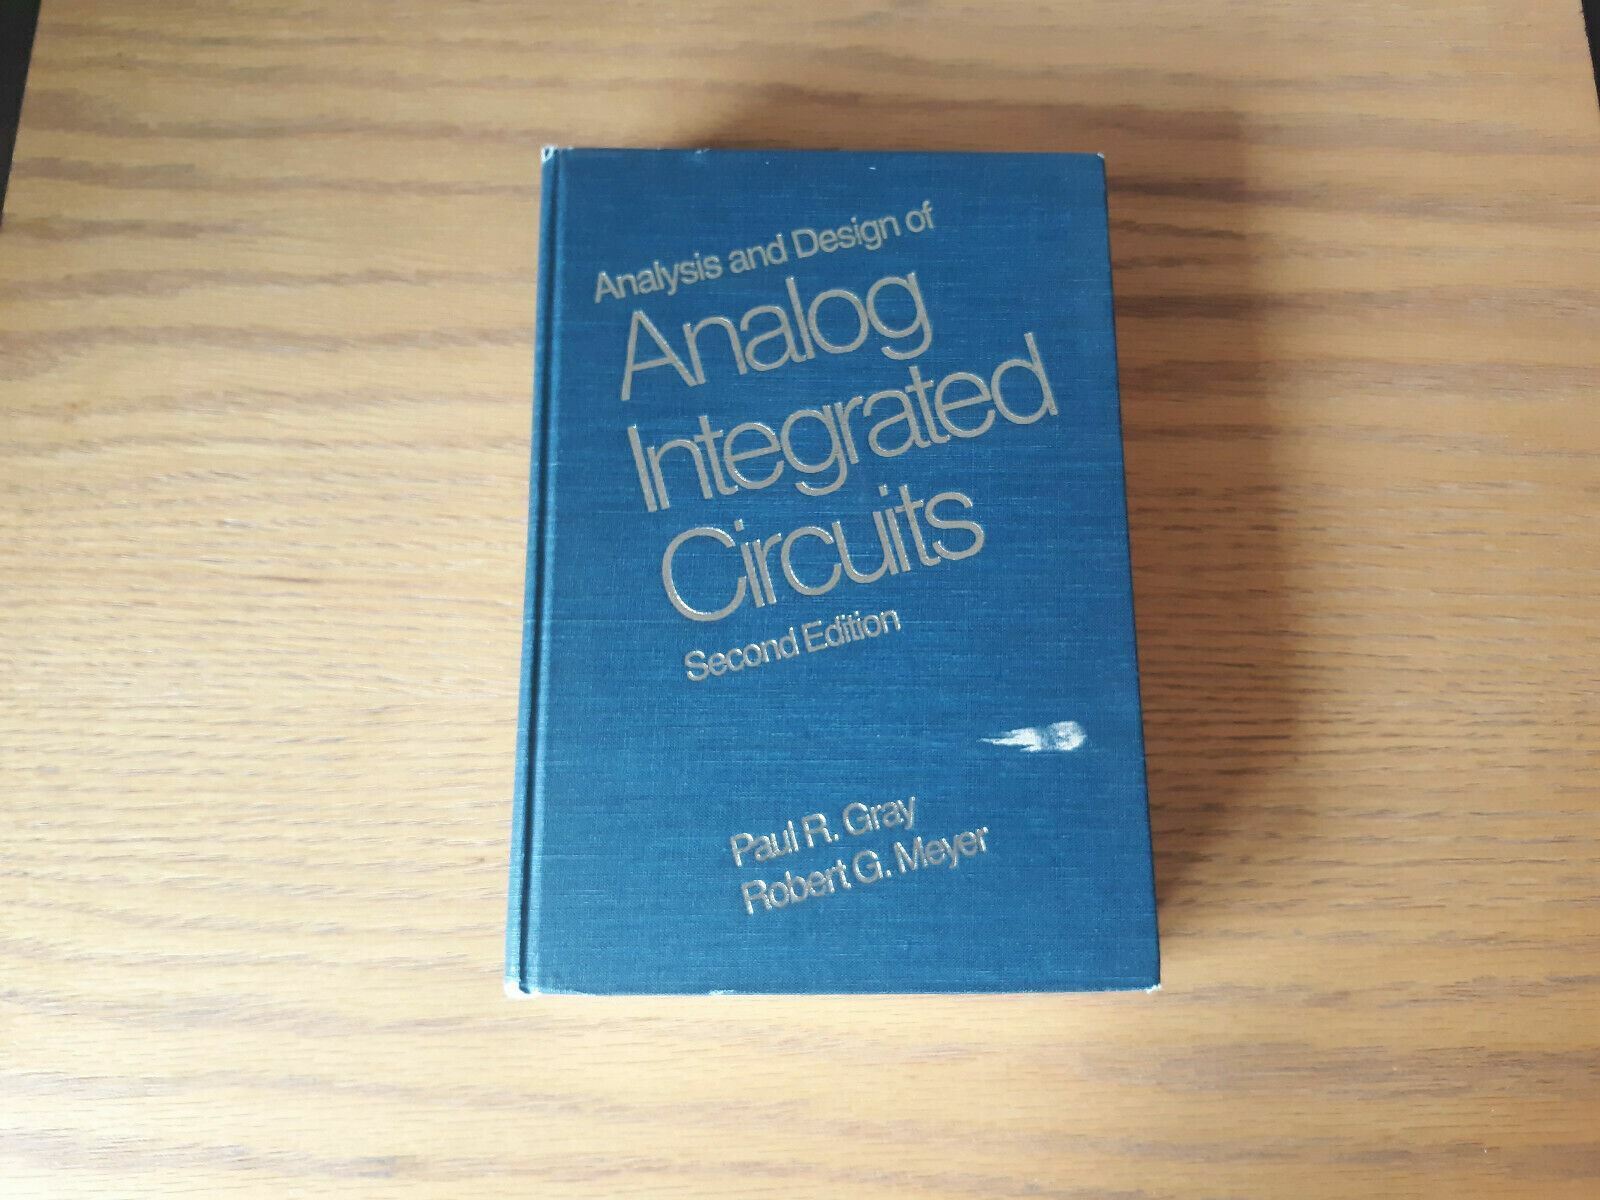 Analysis and Design of
Analog
Integrated
Circuits
Second Edition
Paul R. Gray
Robert G. Meyer